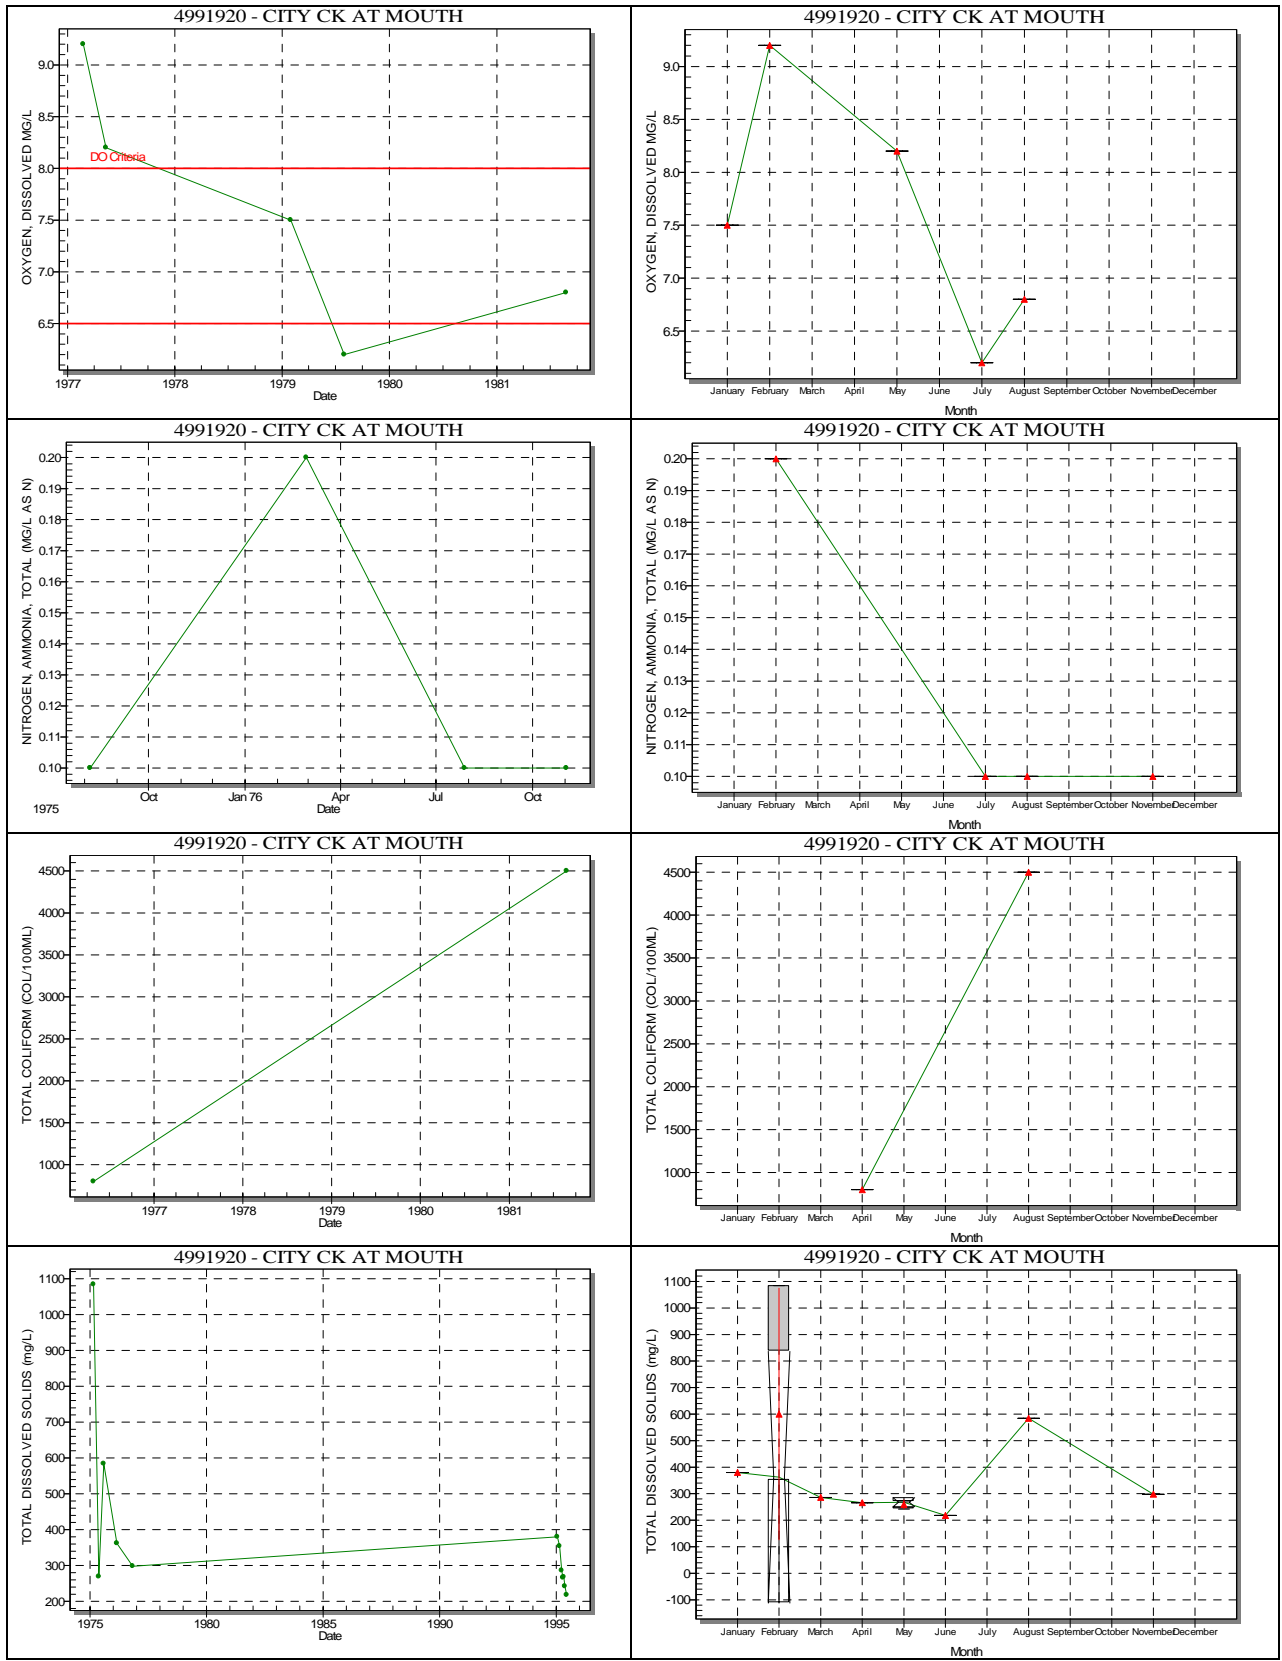 4991920 - CITY CK AT MOUTH
OXYGEN, DISSOLVED MG/L
9.0
8.5
8.0
7.5
7.0
6.5
DO Criteria
1977 1978 1979 1980 1981
Date
4991920 - CITY CK AT MOUTH
OXYGEN, DISSOLVED MG/L
9.0
8.5
8.0
7.5
7.0
6.5
January February March April May June July August September October November December
Month
4991920 - CITY CK AT MOUTH
NITROGEN, AMMONIA, TOTAL (MG/L AS N)
0.20
0.19
0.18
0.17
0.16
0.15
0.14
0.13
0.12
0.11
0.10
Oct Jan 76 Apr Jul Oct
1975
Date
4991920 - CITY CK AT MOUTH
NITROGEN, AMMONIA, TOTAL (MG/L AS N)
0.20
0.19
0.18
0.17
0.16
0.15
0.14
0.13
0.12
0.11
0.10
January February March April May June July August September October November December
Month
4991920 - CITY CK AT MOUTH
TOTAL COLIFORM (COL/100ML)
4500
4000
3500
3000
2500
2000
1500
1000
1977 1978 1979 1980 1981
Date
4991920 - CITY CK AT MOUTH
TOTAL COLIFORM (COL/100ML)
4500
4000
3500
3000
2500
2000
1500
1000
January February March April May June July August September October November December
Month
4991920 - CITY CK AT MOUTH
TOTAL DISSOLVED SOLIDS (mg/L)
1100
1000
900
800
700
600
500
400
300
200
1975 1980 1985 1990 1995
Date
4991920 - CITY CK AT MOUTH
TOTAL DISSOLVED SOLIDS (mg/L)
1100
1000
900
800
700
600
500
400
300
200
100
0
-100
January February March April May June July August September October November December
Month